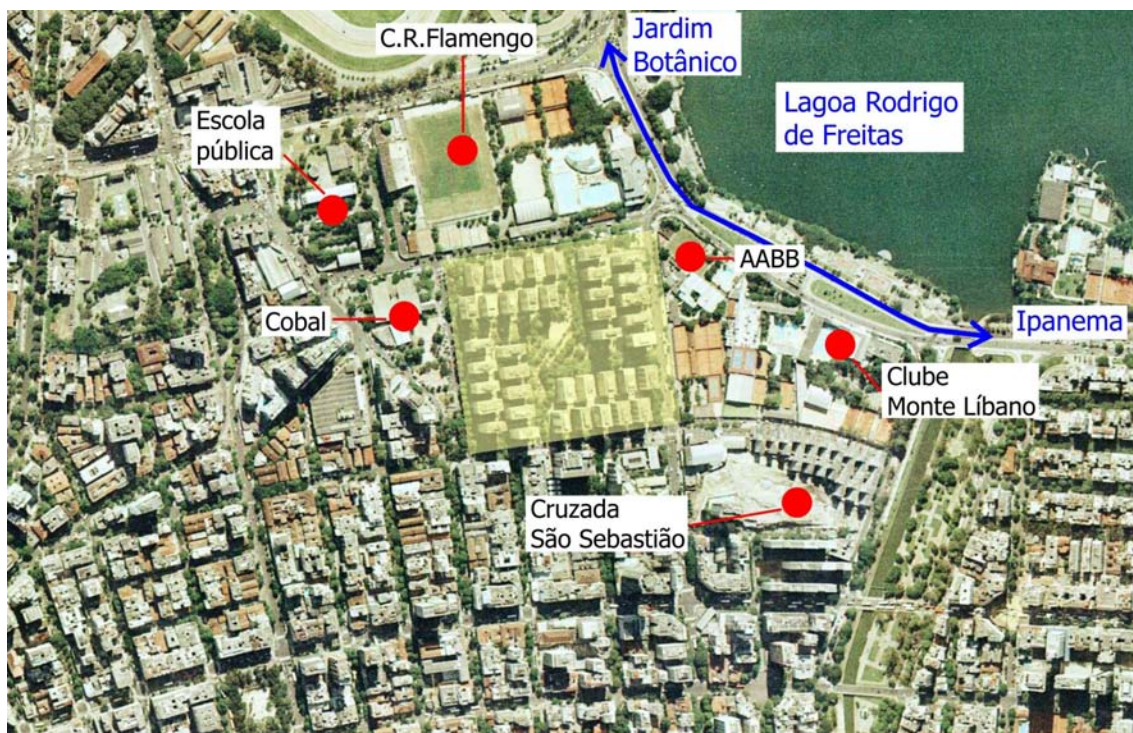 C.R.Flamengo
Jardim
Botânico
Lagoa Rodrigo
de Freitas
Escola
pública
AABB
Cobal
Ipanema
Clube
Monte Líbano
Cruzada
São Sebastião